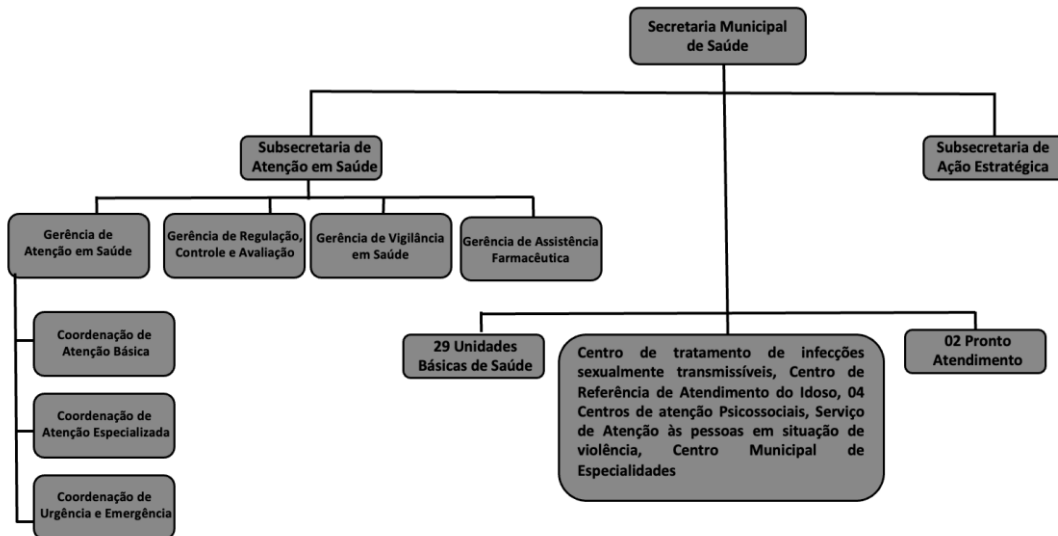 Secretaria Municipal
de Saúde
Subsecretaria de
Atenção em Saúde
Subsecretaria de
Ação Estratégica
Gerência de
Atenção em Saúde
Gerência de Regulação,
Controle e Avaliação
Gerência de Vigilância
em Saúde
Gerência de Assistência
Farmacêutica
Coordenação de
Atenção Básica
Coordenação de
Atenção Especializada
Coordenação de
Urgência e Emergência
29 Unidades
Básicas de Saúde
Centro de tratamento de infecções
sexualmente transmissíveis, Centro de
Referência de Atendimento do Idoso, 04
Centros de atenção Psicossociais, Serviço
de Atenção às pessoas em situação de
violência, Centro Municipal de
Especialidades
02 Pronto
Atendimento